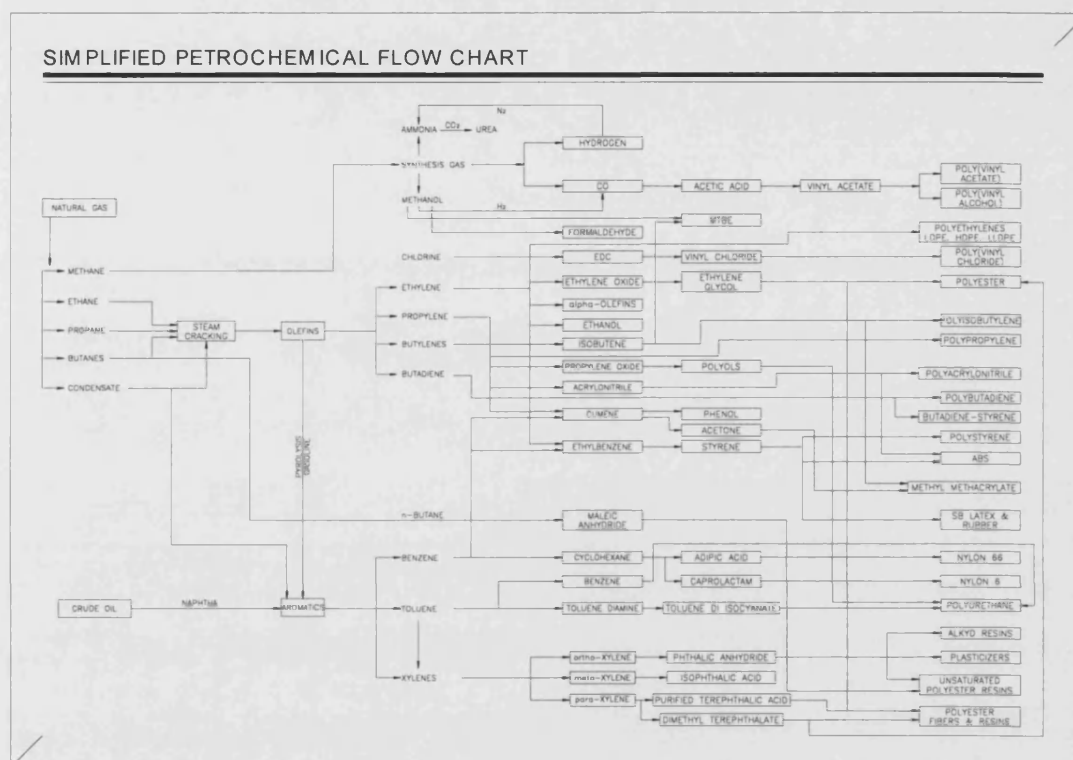 SIMPLIFIED PETROCHEMICAL FLOW CHART
N2
AMMONIA
CO2
UREA
HYDROGEN
SYNTHESIS GAS
CO
ACETIC ACID
VINYL ACETATE
POLY(VINYL
ACETATE)
POLY(VINYL
ALCOHOL)
METHANOL
H2
NATURAL GAS
MTBE
FORMALDEHYDE
POLYETHYLENES
LDPE, HDPE, LLDPE
CHLORINE
EDC
VINYL CHLORIDE
POLY(VINYL
CHLORIDE)
METHANE
ETHYLENE
ETHYLENE OXIDE
ETHYLENE
GLYCOL
POLYESTER
ETHANE
alpha-OLEFINS
PROPYLENE
ETHANOL
POLYISOBUTYLENE
PROPANE
STEAM
CRACKING
OLEFINS
BUTYLENES
ISOBUTENE
POLYPROPYLENE
BUTANES
PROPYLENE OXIDE
POLYOLS
BUTADIENE
POLYACRYLONITRILE
CONDENSATE
ACRYLONITRILE
POLYBUTADIENE
CUMENE
PHENOL
BUTADIENE-STYRENE
ACETONE
POLYSTYRENE
ETHYLBENZENE
STYRENE
ABS
PYROLYSIS
GASOLINE
METHYL METHACRYLATE
n-BUTANE
MALEIC
ANHYDRIDE
SB LATEX &
RUBBER
BENZENE
CYCLOHEXANE
ADIPIC ACID
NYLON 66
BENZENE
CAPROLACTAM
NYLON 6
CRUDE OIL
NAPHTHA
AROMATICS
TOLUENE
TOLUENE DIAMINE
TOLUENE DI ISOCYANATE
POLYURETHANE
ALKYD RESINS
ortho-XYLENE
PHTHALIC ANHYDRIDE
PLASTICIZERS
XYLENES
meta-XYLENE
ISOPHTHALIC ACID
UNSATURATED
POLYESTER RESINS
para-XYLENE
PURIFIED TEREPHTHALIC ACID
POLYESTER
FIBERS & RESINS
DIMETHYL TEREPHTHALATE